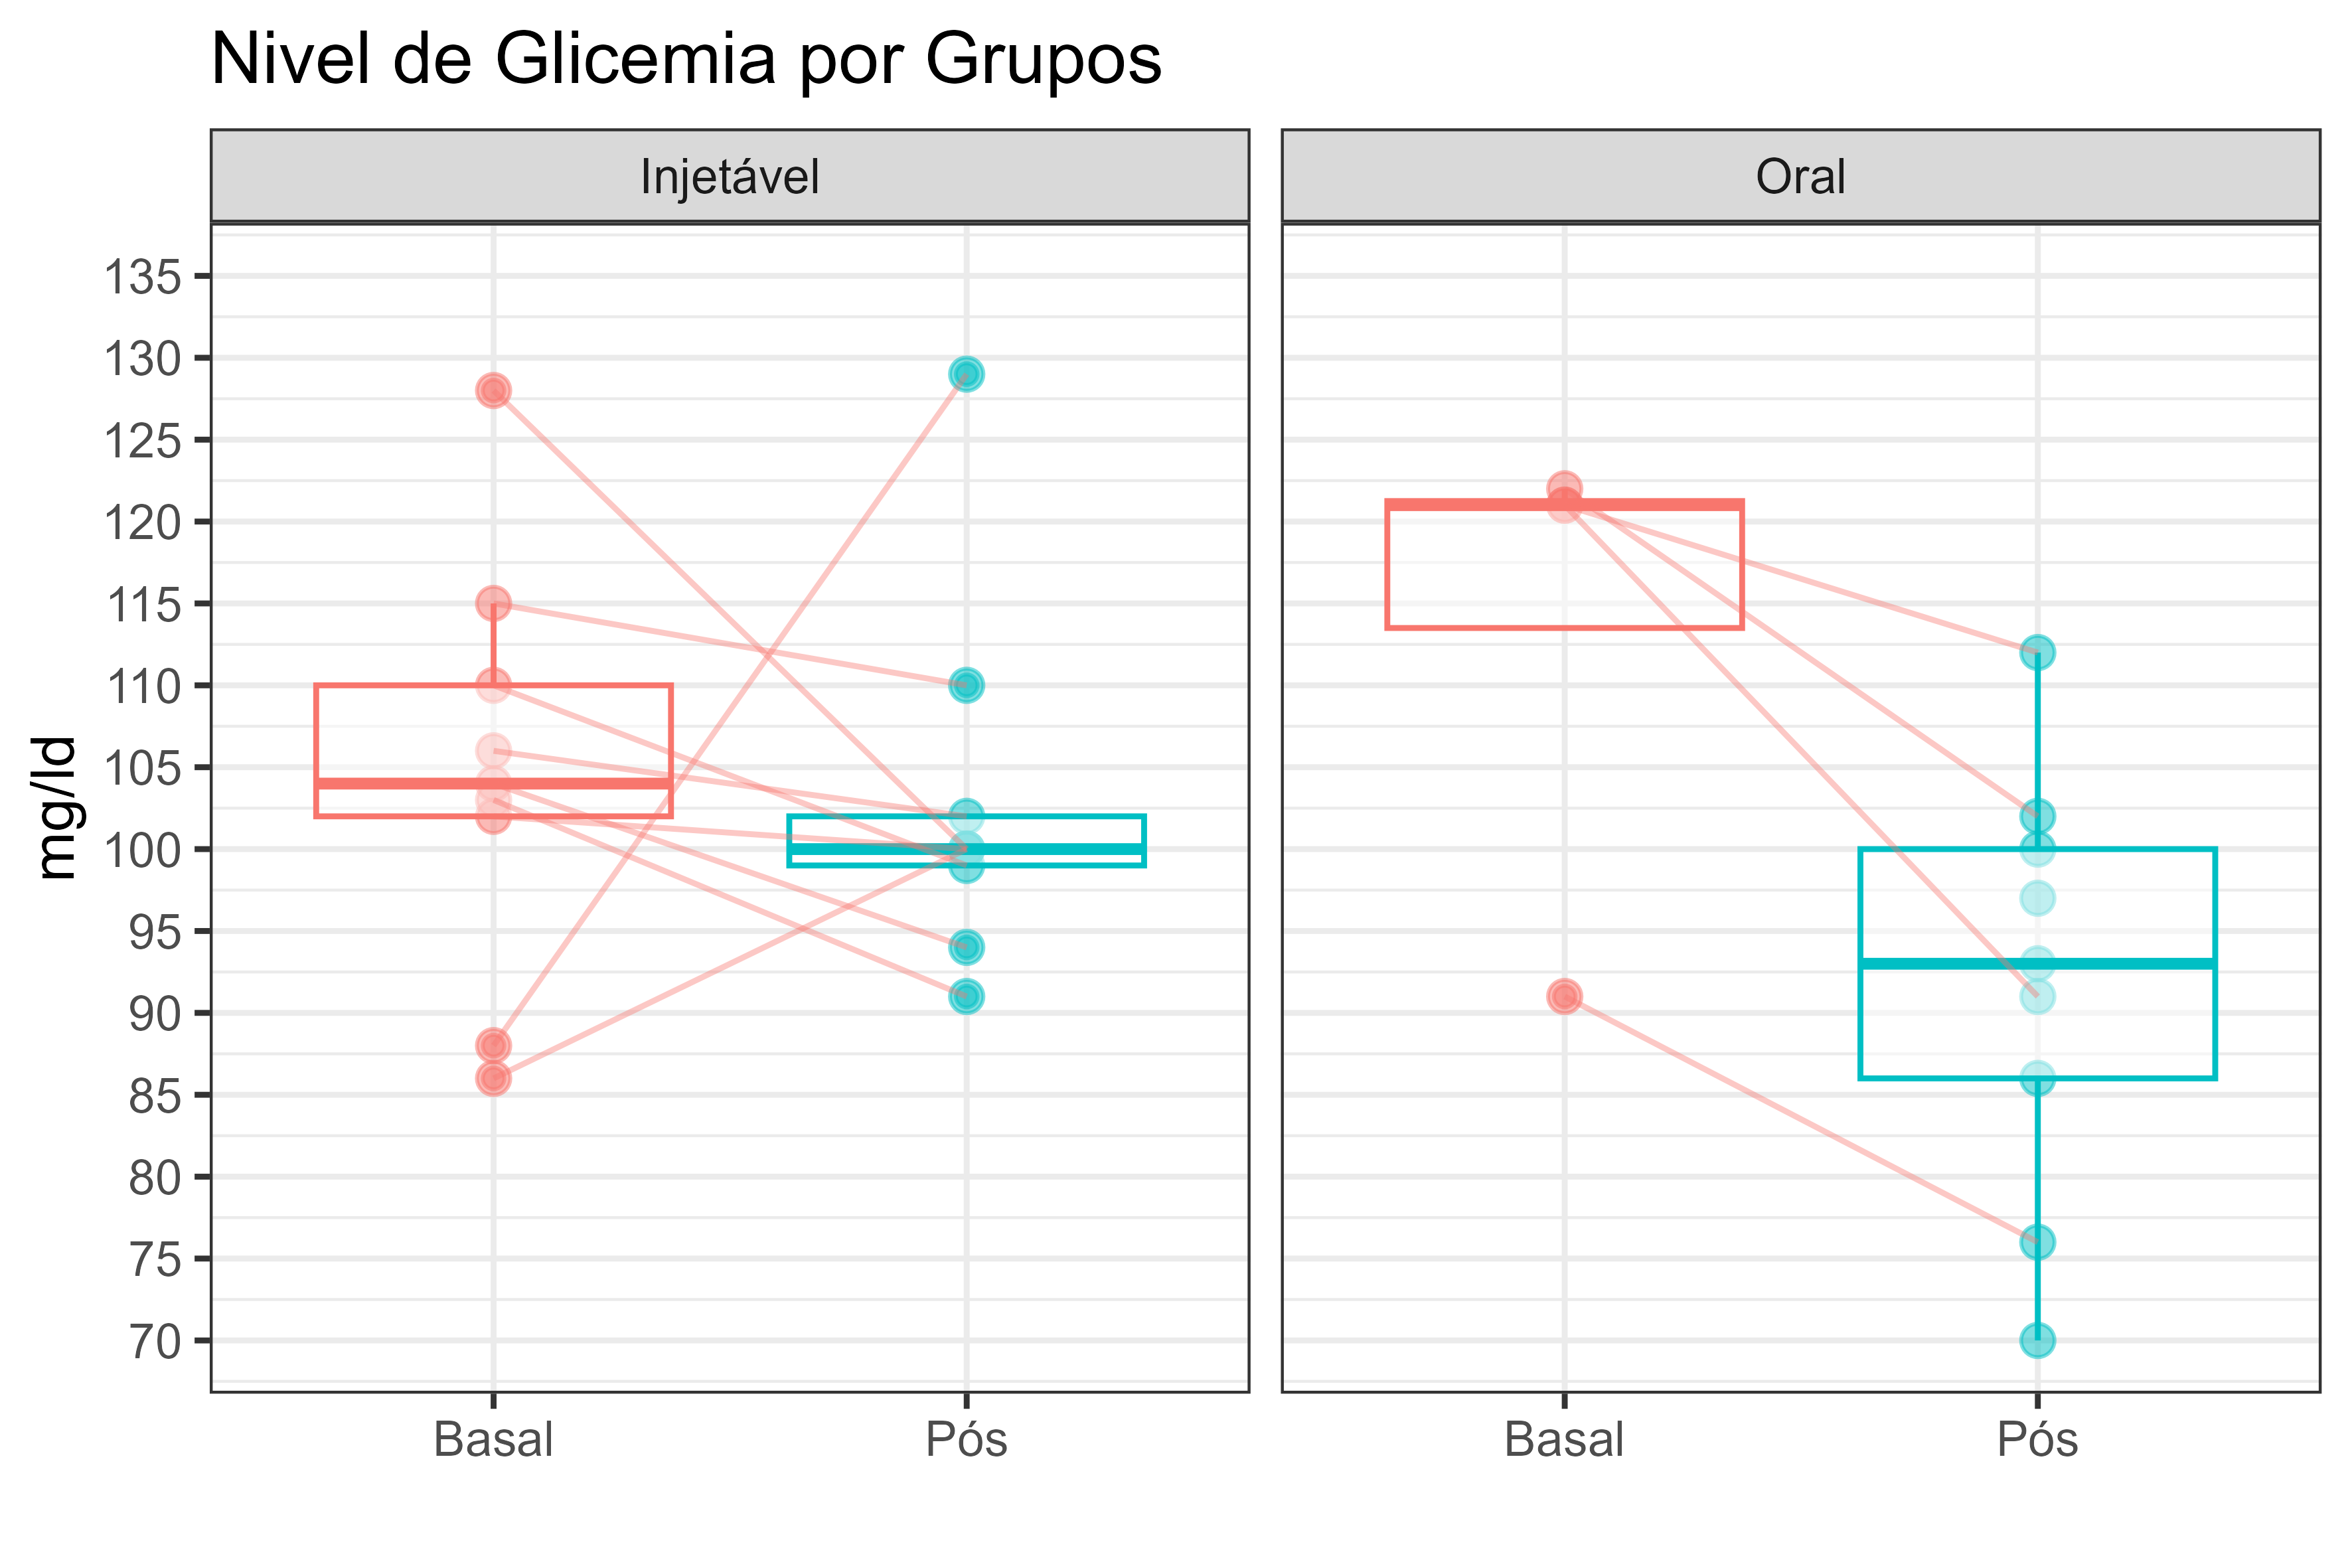 Nivel de Glicemia por Grupos
Injetável
Oral
mg/ld
135
130
125
120
115
110
105
100
95
90
85
80
75
70
Basal
Pós
Basal
Pós